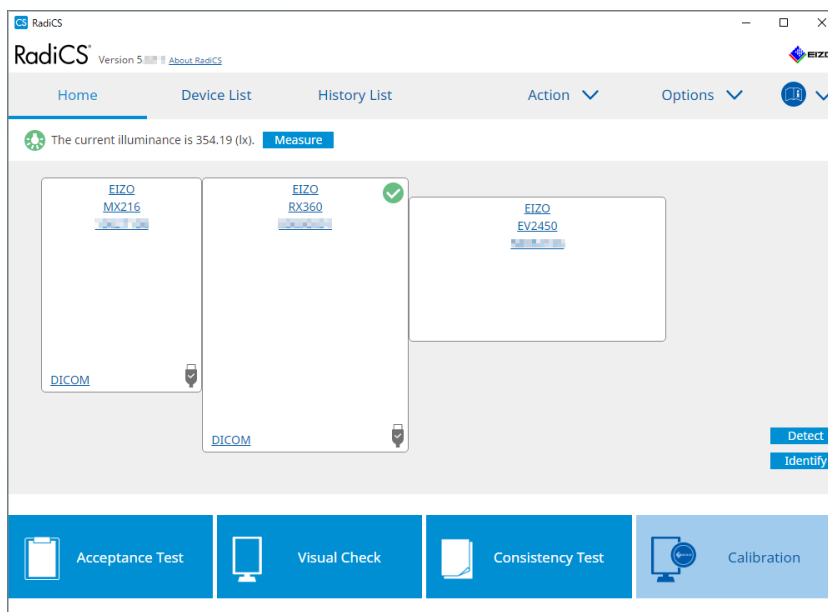 CS RadiCS
RadiCS® Version 5. About RadiCS
EIZO
Home Device List History List Action Options
The current illuminance is 354.19 (lx). Measure
EIZO
MX216
DICOM
EIZO
RX360
DICOM
EIZO
EV2450
Detect
Identify
Acceptance Test Visual Check Consistency Test Calibration